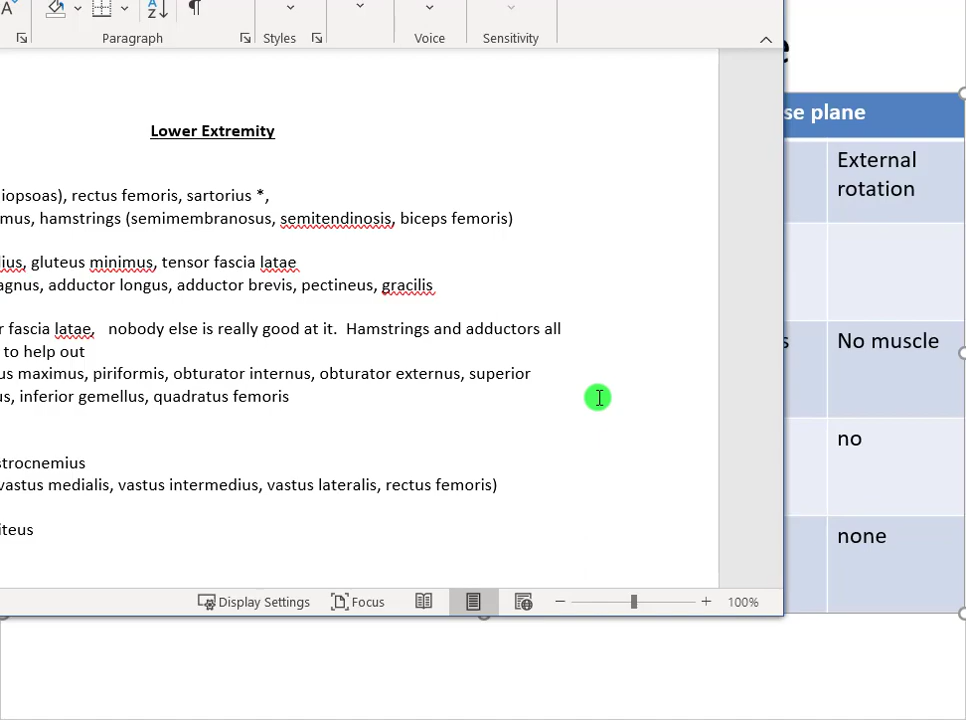 Paragraph
Styles
Voice
Sensitivity
Lower Extremity
iopsoas), rectus femoris, sartorius *,
mus, hamstrings (semimembranosus, semitendinosis, biceps femoris)
lius, gluteus minimus, tensor fascia latae
agnus, adductor longus, adductor brevis, pectineus, gracilis
r fascia latae, nobody else is really good at it. Hamstrings and adductors all
to help out
us maximus, piriformis, obturator internus, obturator externus, superior
us, inferior gemellus, quadratus femoris
strocnemius
vastus medialis, vastus intermedius, vastus lateralis, rectus femoris)
iteus
Display Settings
Focus
100%
e
se plane
External
rotation
s
No muscle
no
none